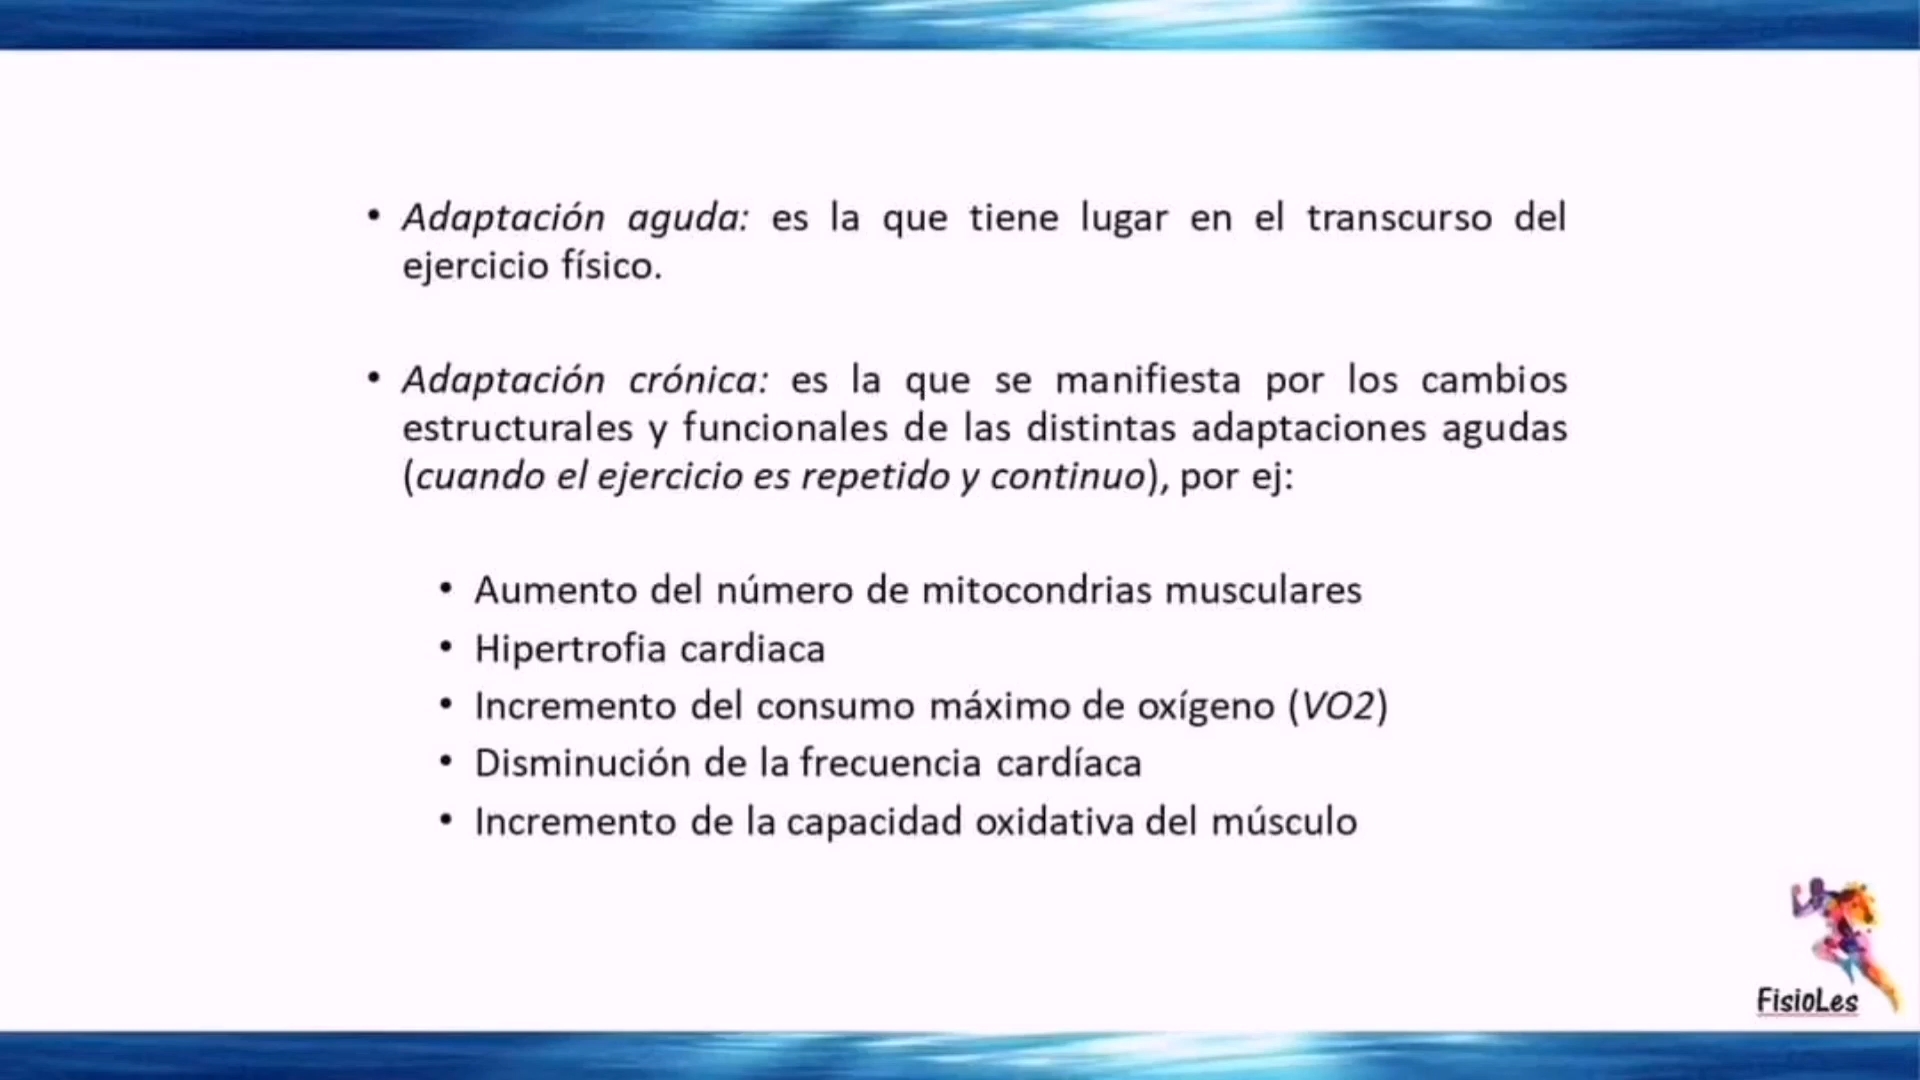 • Adaptación aguda: es la que tiene lugar en el transcurso del
ejercicio físico.
• Adaptación crónica: es la que se manifiesta por los cambios
estructurales y funcionales de las distintas adaptaciones agudas
(cuando el ejercicio es repetido y continuo), por ej:
• Aumento del número de mitocondrias musculares
• Hipertrofia cardiaca
• Incremento del consumo máximo de oxígeno (VO2)
• Disminución de la frecuencia cardíaca
• Incremento de la capacidad oxidativa del músculo
FisioLes